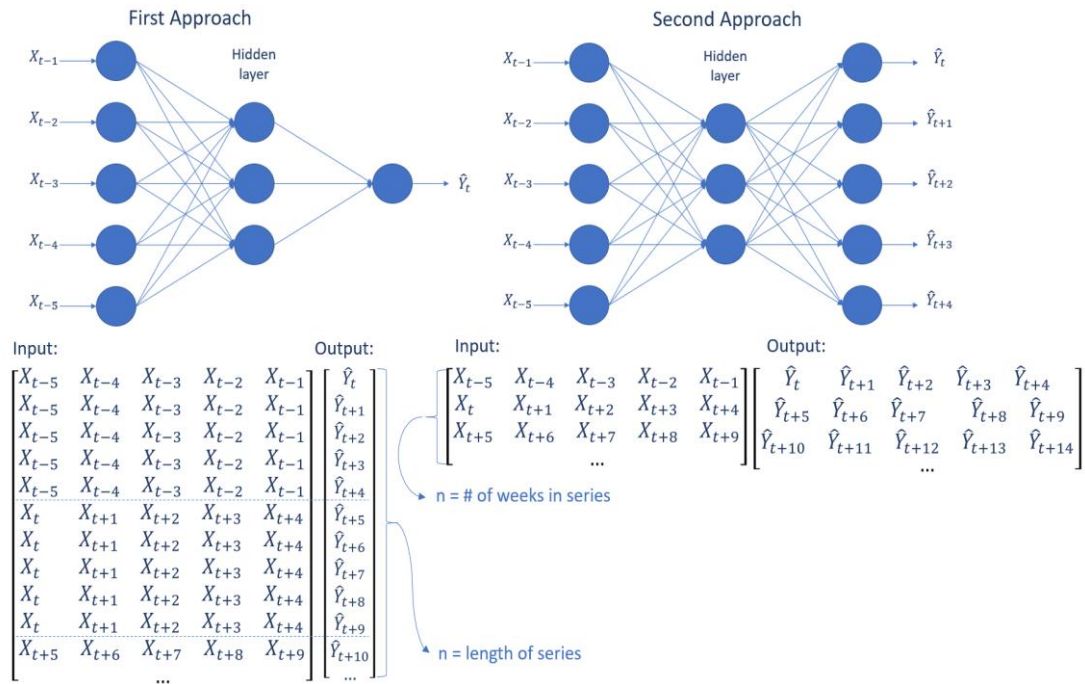 First Approach
X_{t-1}
X_{t-2}
X_{t-3}
X_{t-4}
X_{t-5}
Hidden
layer
Ŷ_t
Second Approach
X_{t-1}
X_{t-2}
X_{t-3}
X_{t-4}
X_{t-5}
Hidden
layer
Ŷ_t
Ŷ_{t+1}
Ŷ_{t+2}
Ŷ_{t+3}
Ŷ_{t+4}
Input: Output:
X_{t-5} X_{t-4} X_{t-3} X_{t-2} X_{t-1} Ŷ_t
X_{t-5} X_{t-4} X_{t-3} X_{t-2} X_{t-1} Ŷ_{t+1}
X_{t-5} X_{t-4} X_{t-3} X_{t-2} X_{t-1} Ŷ_{t+2}
X_{t-5} X_{t-4} X_{t-3} X_{t-2} X_{t-1} Ŷ_{t+3}
X_{t-5} X_{t-4} X_{t-3} X_{t-2} X_{t-1} Ŷ_{t+4}
X_t X_{t+1} X_{t+2} X_{t+3} X_{t+4} Ŷ_{t+5}
X_t X_{t+1} X_{t+2} X_{t+3} X_{t+4} Ŷ_{t+6}
X_t X_{t+1} X_{t+2} X_{t+3} X_{t+4} Ŷ_{t+7}
X_t X_{t+1} X_{t+2} X_{t+3} X_{t+4} Ŷ_{t+8}
X_t X_{t+1} X_{t+2} X_{t+3} X_{t+4} Ŷ_{t+9}
X_{t+5} X_{t+6} X_{t+7} X_{t+8} X_{t+9} Ŷ_{t+10}
... ...
Input: Output:
X_{t-5} X_{t-4} X_{t-3} X_{t-2} X_{t-1} Ŷ_t Ŷ_{t+1} Ŷ_{t+2} Ŷ_{t+3} Ŷ_{t+4}
X_t X_{t+1} X_{t+2} X_{t+3} X_{t+4} Ŷ_{t+5} Ŷ_{t+6} Ŷ_{t+7} Ŷ_{t+8} Ŷ_{t+9}
X_{t+5} X_{t+6} X_{t+7} X_{t+8} X_{t+9} Ŷ_{t+10} Ŷ_{t+11} Ŷ_{t+12} Ŷ_{t+13} Ŷ_{t+14}
... ...
n = # of weeks in series
n = length of series